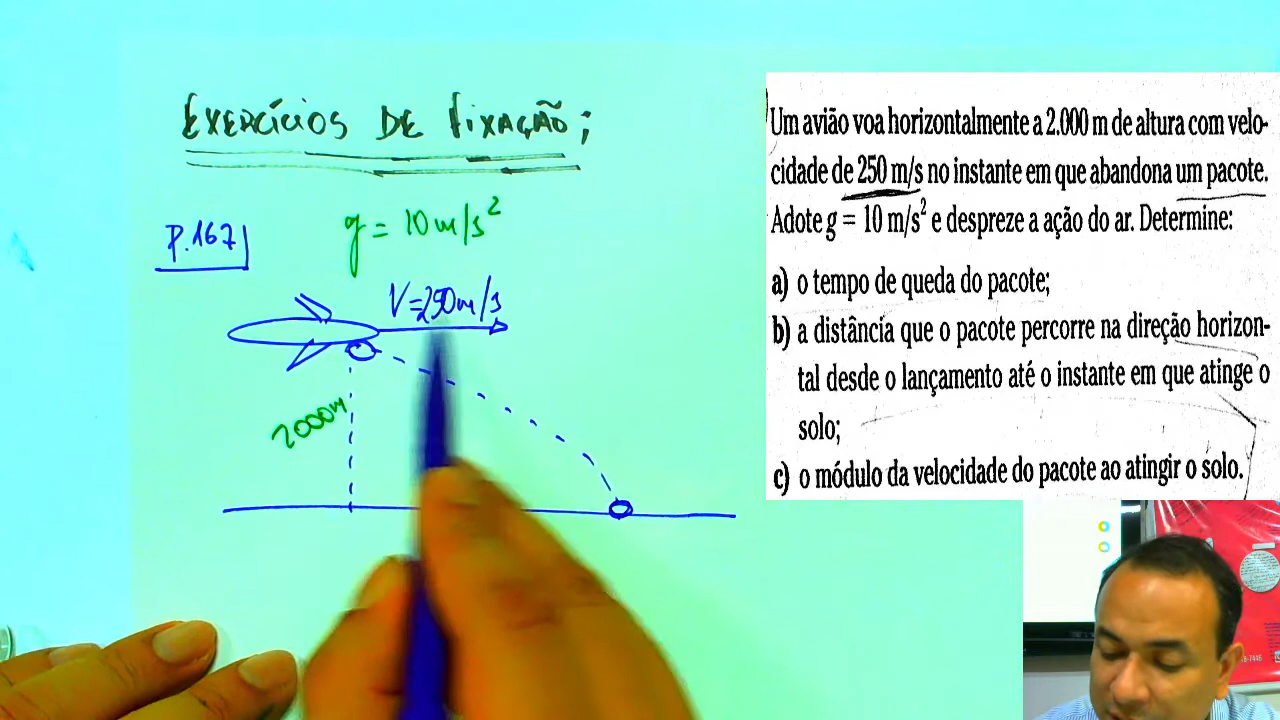 EXERCÍCIOS DE FIXAÇÃO;
P.167
g = 10 m/s²
V=250m/s
2000m
Um avião voa horizontalmente a 2.000 m de altura com velo-
cidade de 250 m/s no instante em que abandona um pacote.
Adote g = 10 m/s² e despreze a ação do ar. Determine:
a) o tempo de queda do pacote;
b) a distância que o pacote percorre na direção horizon-
tal desde o lançamento até o instante em que atinge o
solo;
c) o módulo da velocidade do pacote ao atingir o solo.